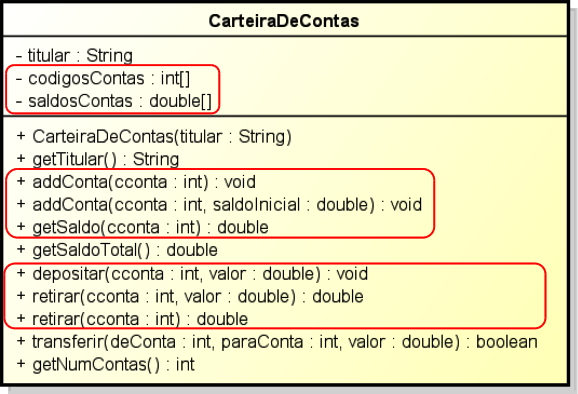 CarteiraDeContas
- titular : String
- codigosContas : int[]
- saldosContas : double[]
+ CarteiraDeContas(titular : String)
+ getTitular() : String
+ addConta(cconta : int) : void
+ addConta(cconta : int, saldoInicial : double) : void
+ getSaldo(cconta : int) : double
+ getSaldoTotal() : double
+ depositar(cconta : int, valor : double) : void
+ retirar(cconta : int, valor : double) : double
+ retirar(cconta : int) : double
+ transferir(deConta : int, paraConta : int, valor : double) : boolean
+ getNumContas() : int